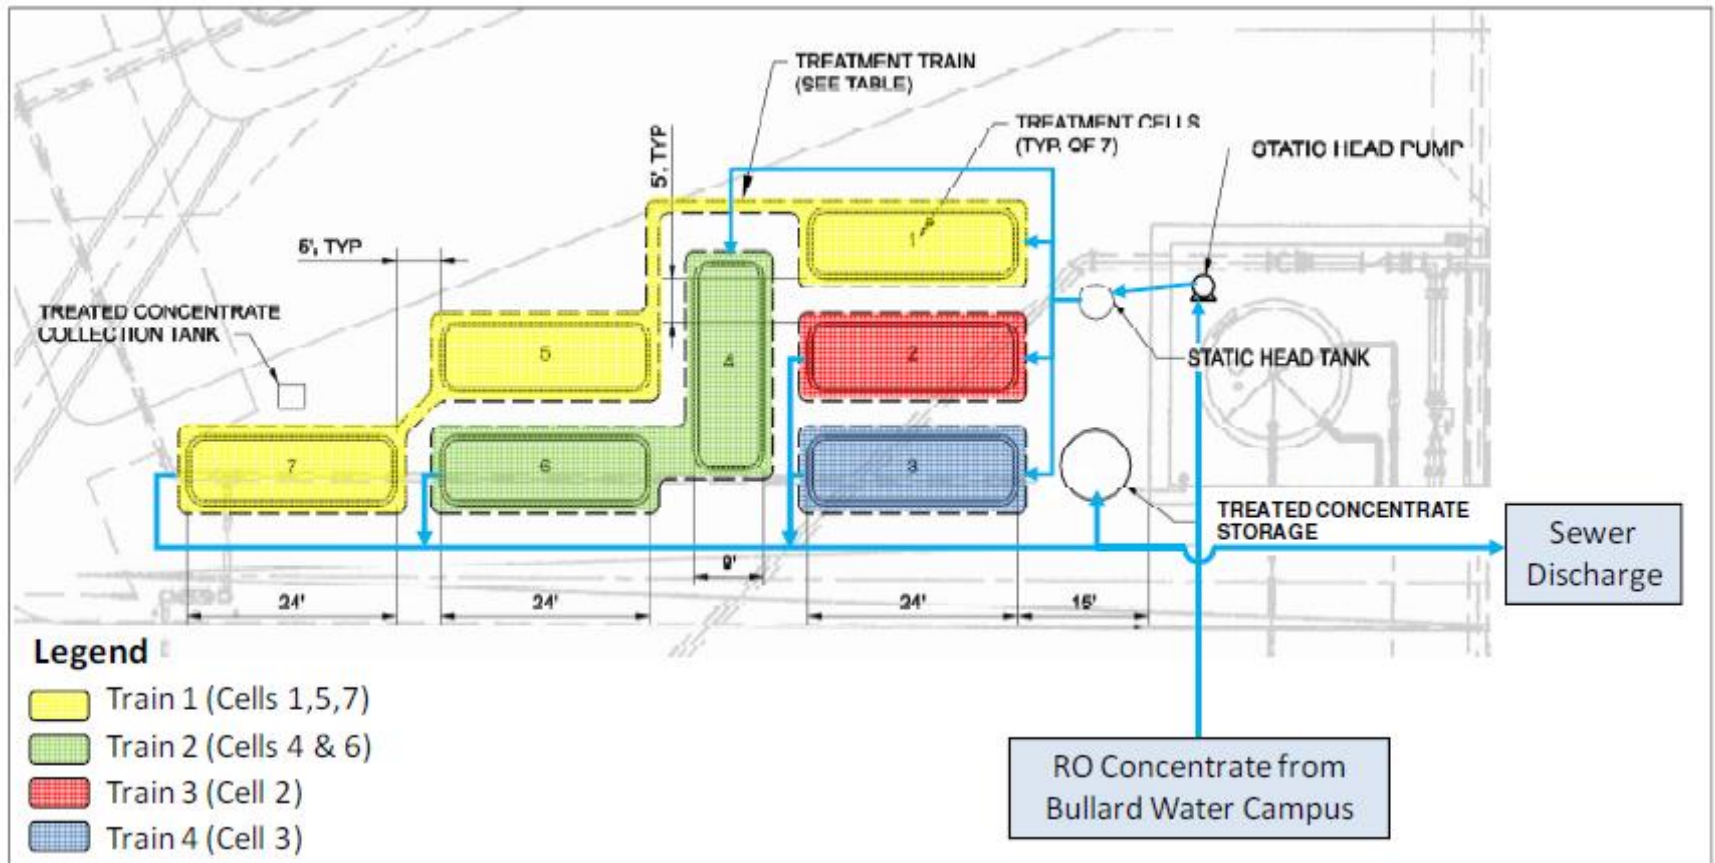 TREATMENT TRAIN
(SEE TABLE)
TREATMENT CELLS
(TYP. OF 7)
STATIC HEAD PUMP
5', TYP
5', TYP
TREATED CONCENTRATE
COLLECTION TANK
1
5
4
2
STATIC HEAD TANK
7
6
3
TREATED CONCENTRATE
STORAGE
Sewer
Discharge
9'
24'
24'
24'
15'
Legend
Train 1 (Cells 1,5,7)
Train 2 (Cells 4 & 6)
Train 3 (Cell 2)
Train 4 (Cell 3)
RO Concentrate from
Bullard Water Campus